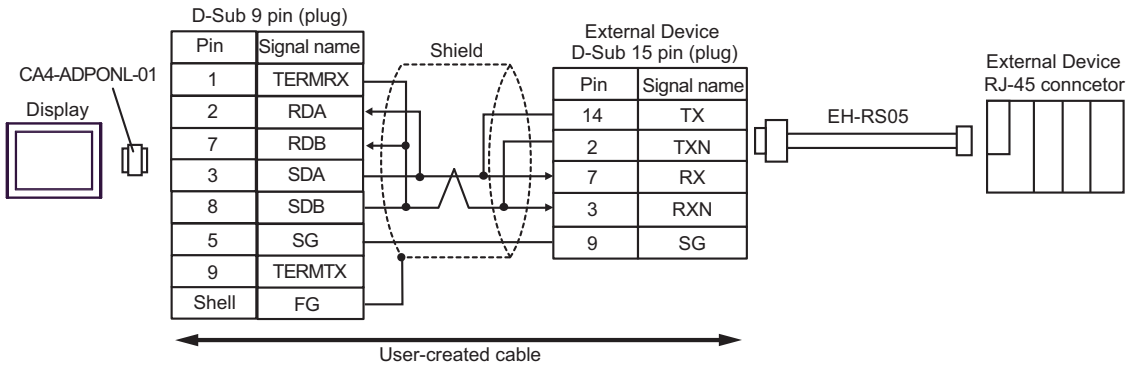 D-Sub 9 pin (plug)
Pin Signal name
1 TERMRX
2 RDA
7 RDB
3 SDA
8 SDB
5 SG
9 TERMTX
Shell FG
CA4-ADPONL-01
Display
Shield
External Device
D-Sub 15 pin (plug)
Pin Signal name
14 TX
2 TXN
7 RX
3 RXN
9 SG
EH-RS05
External Device
RJ-45 conncetor
User-created cable